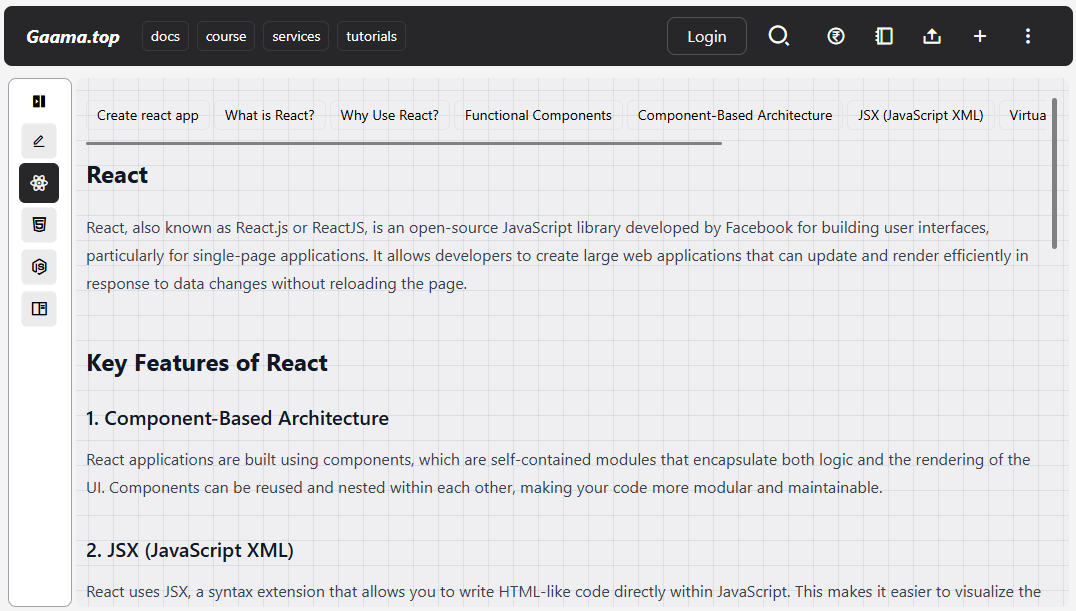 Gaama.top docs course services tutorials Login
Create react app What is React? Why Use React? Functional Components Component-Based Architecture JSX (JavaScript XML) Virtua
React
React, also known as React.js or ReactJS, is an open-source JavaScript library developed by Facebook for building user interfaces,
particularly for single-page applications. It allows developers to create large web applications that can update and render efficiently in
response to data changes without reloading the page.
Key Features of React
1. Component-Based Architecture
React applications are built using components, which are self-contained modules that encapsulate both logic and the rendering of the
UI. Components can be reused and nested within each other, making your code more modular and maintainable.
2. JSX (JavaScript XML)
React uses JSX, a syntax extension that allows you to write HTML-like code directly within JavaScript. This makes it easier to visualize the